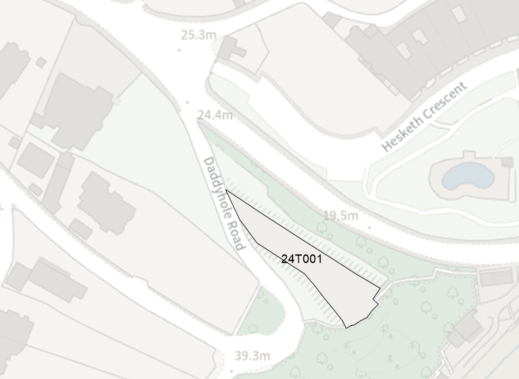 25.3m
24.4m
Hesketh Crescent
Daddyhole Road
19.5m
24T001
39.3m